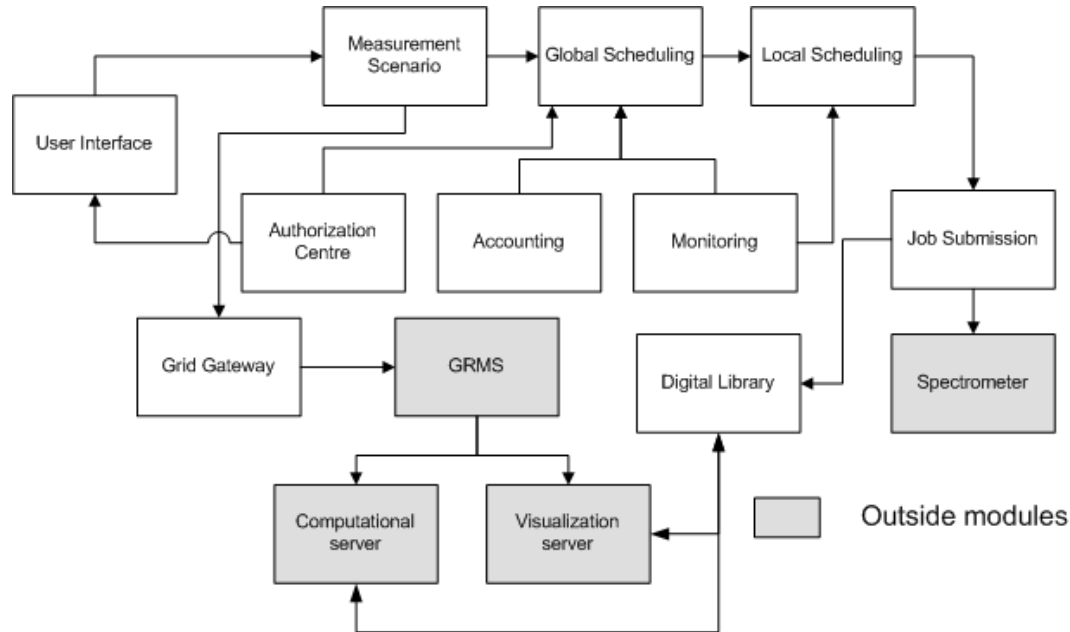 Measurement
Scenario
Global Scheduling
Local Scheduling
User Interface
Authorization
Centre
Accounting
Monitoring
Job Submission
Grid Gateway
GRMS
Digital Library
Spectrometer
Computational
server
Visualization
server
Outside modules